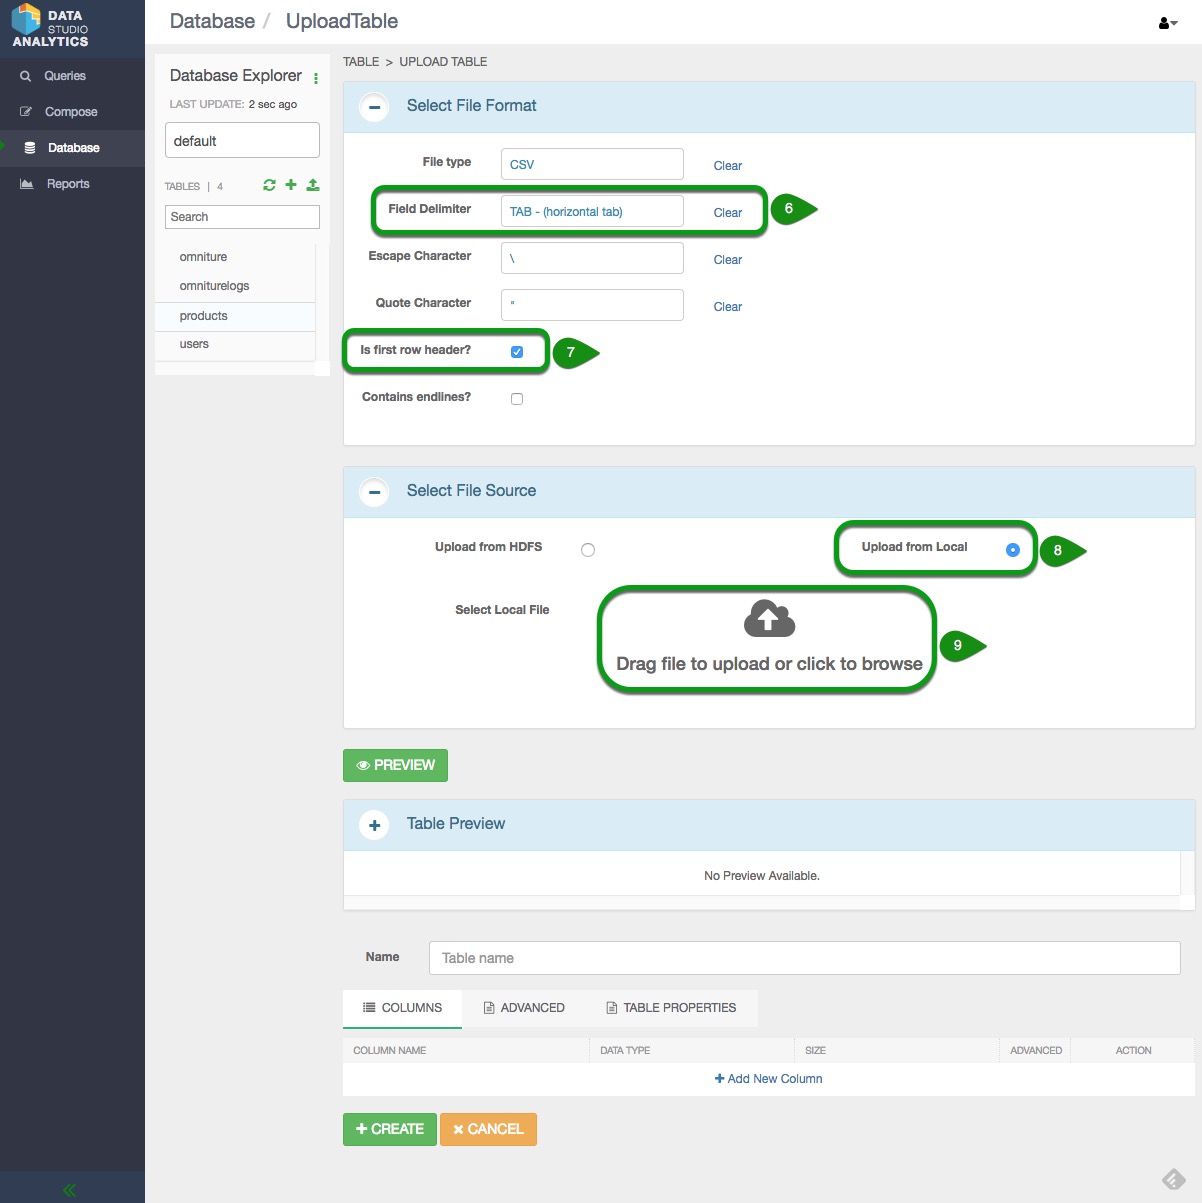 DATA
STUDIO
ANALYTICS
Database / UploadTable
Queries
Compose
Database
Reports
Database Explorer
LAST UPDATE: 2 sec ago
default
TABLES | 4
Search
omniture
omniturelogs
products
users
TABLE > UPLOAD TABLE
Select File Format
File type CSV Clear
Field Delimiter TAB - (horizontal tab) Clear 6
Escape Character \ Clear
Quote Character " Clear
Is first row header? 7
Contains endlines?
Select File Source
Upload from HDFS Upload from Local 8
Select Local File
Drag file to upload or click to browse 9
PREVIEW
Table Preview
No Preview Available.
Name Table name
COLUMNS ADVANCED TABLE PROPERTIES
COLUMN NAME DATA TYPE SIZE ADVANCED ACTION
+ Add New Column
+ CREATE × CANCEL